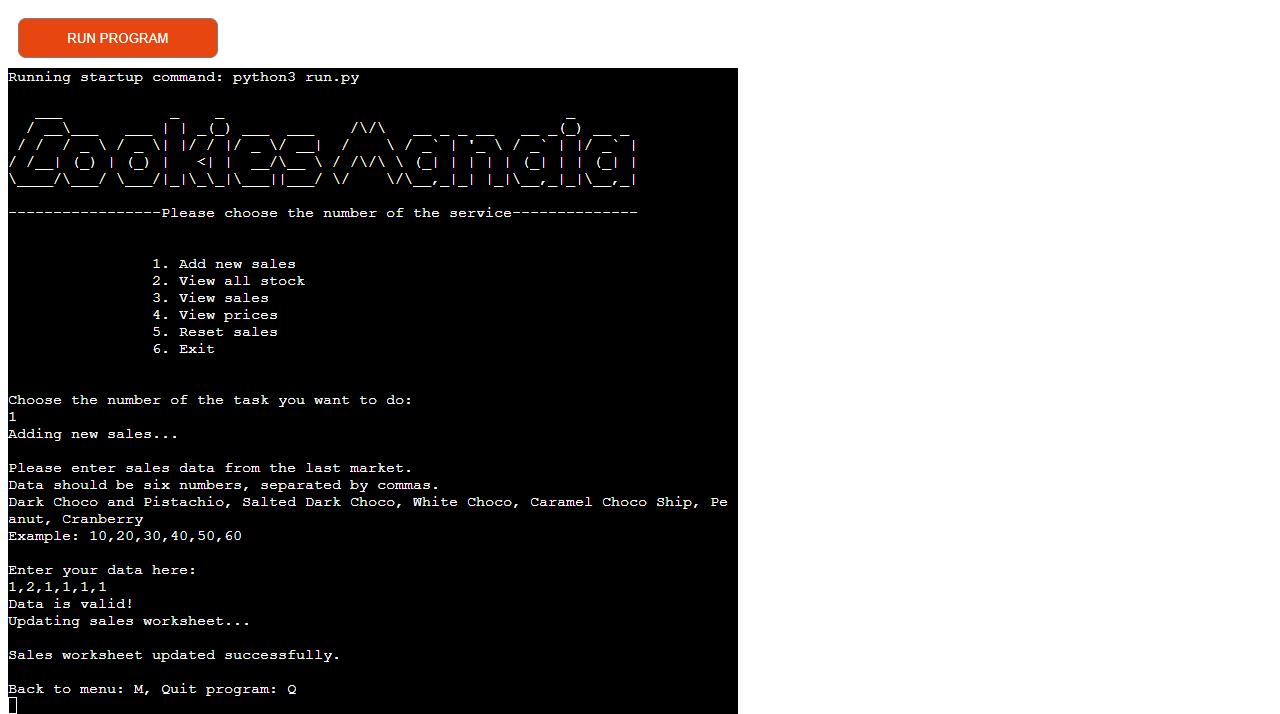 RUN PROGRAM
Running startup command: python3 run.py
Cookies Mandia
-----------------Please choose the number of the service--------------
1. Add new sales
2. View all stock
3. View sales
4. View prices
5. Reset sales
6. Exit
Choose the number of the task you want to do:
1
Adding new sales...
Please enter sales data from the last market.
Data should be six numbers, separated by commas.
Dark Choco and Pistachio, Salted Dark Choco, White Choco, Caramel Choco Ship, Pe
anut, Cranberry
Example: 10,20,30,40,50,60
Enter your data here:
1,2,1,1,1,1
Data is valid!
Updating sales worksheet...
Sales worksheet updated successfully.
Back to menu: M, Quit program: Q